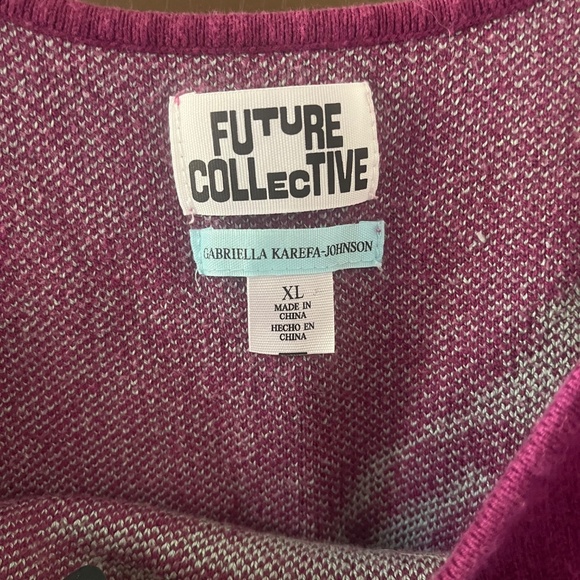 FUTURE
COLLECTIVE
GABRIELLA KAREFA-JOHNSON
XL
MADE IN
CHINA
HECHO EN
CHINA